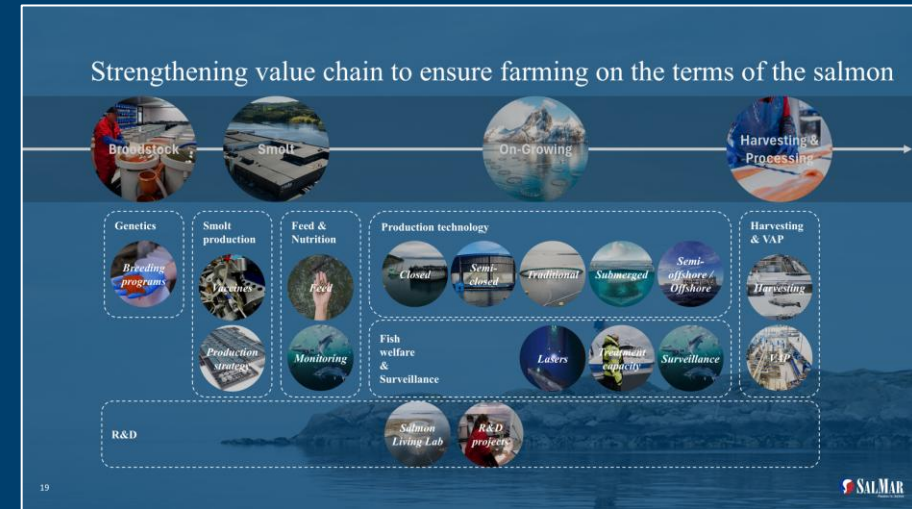 Strengthening value chain to ensure farming on the terms of the salmon
Broodstock
Smolt
On-Growing
Harvesting &
Processing
Genetics
Breeding
programs
Smolt
production
Vaccines
Production
strategy
Feed &
Nutrition
Feed
Monitoring
Production technology
Closed
Semi-
closed
Traditional
Submerged
Semi-
offshore /
Offshore
Fish
welfare
&
Surveillance
Lasers
Treatment
capacity
Surveillance
Harvesting
& VAP
Harvesting
VAP
R&D
Salmon
Living Lab
R&D
projects
19
SALMAR